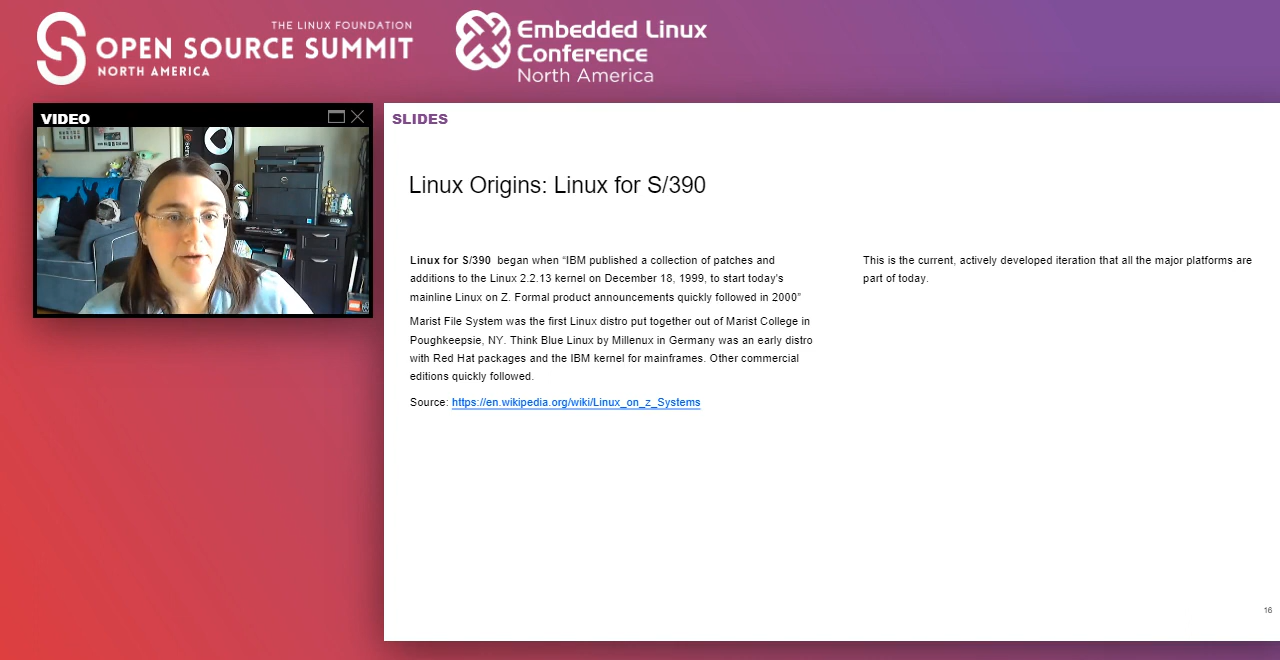 THE LINUX FOUNDATION
OPEN SOURCE SUMMIT
NORTH AMERICA
Embedded Linux
Conference
North America
VIDEO
SLIDES
Linux Origins: Linux for S/390
Linux for S/390 began when “IBM published a collection of patches and
additions to the Linux 2.2.13 kernel on December 18, 1999, to start today's
mainline Linux on Z. Formal product announcements quickly followed in 2000”
Marist File System was the first Linux distro put together out of Marist College in
Poughkeepsie, NY. Think Blue Linux by Millenux in Germany was an early distro
with Red Hat packages and the IBM kernel for mainframes. Other commercial
editions quickly followed.
Source: https://en.wikipedia.org/wiki/Linux_on_z_Systems
This is the current, actively developed iteration that all the major platforms are
part of today.
16